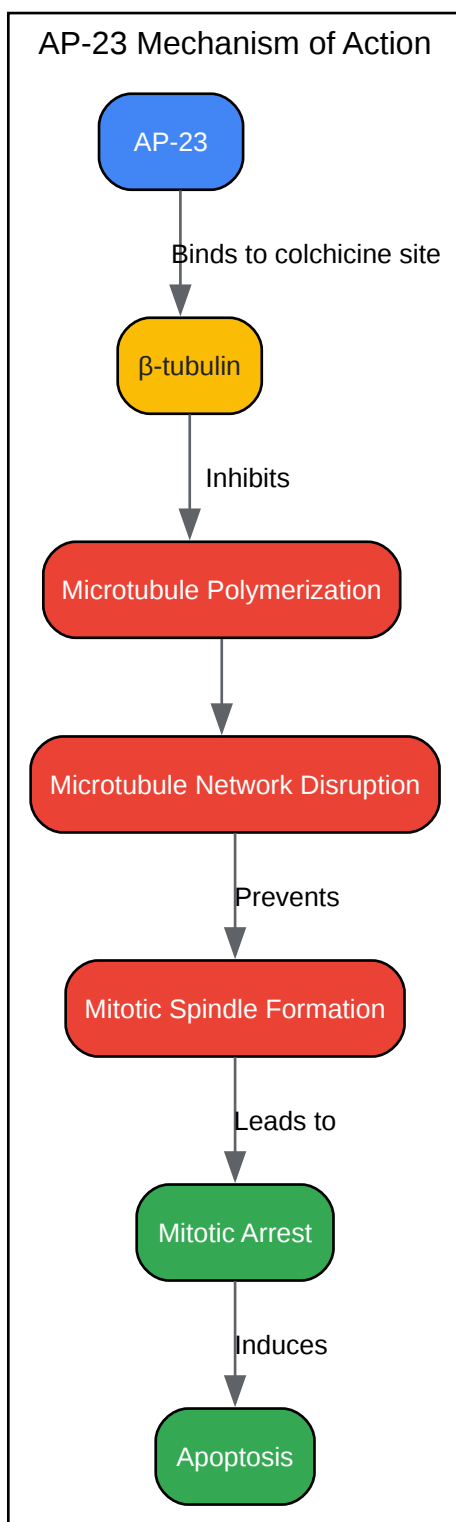 AP-23 Mechanism of Action
AP-23
Binds to colchicine site
β-tubulin
Inhibits
Microtubule Polymerization
Microtubule Network Disruption
Prevents
Mitotic Spindle Formation
Leads to
Mitotic Arrest
Induces
Apoptosis